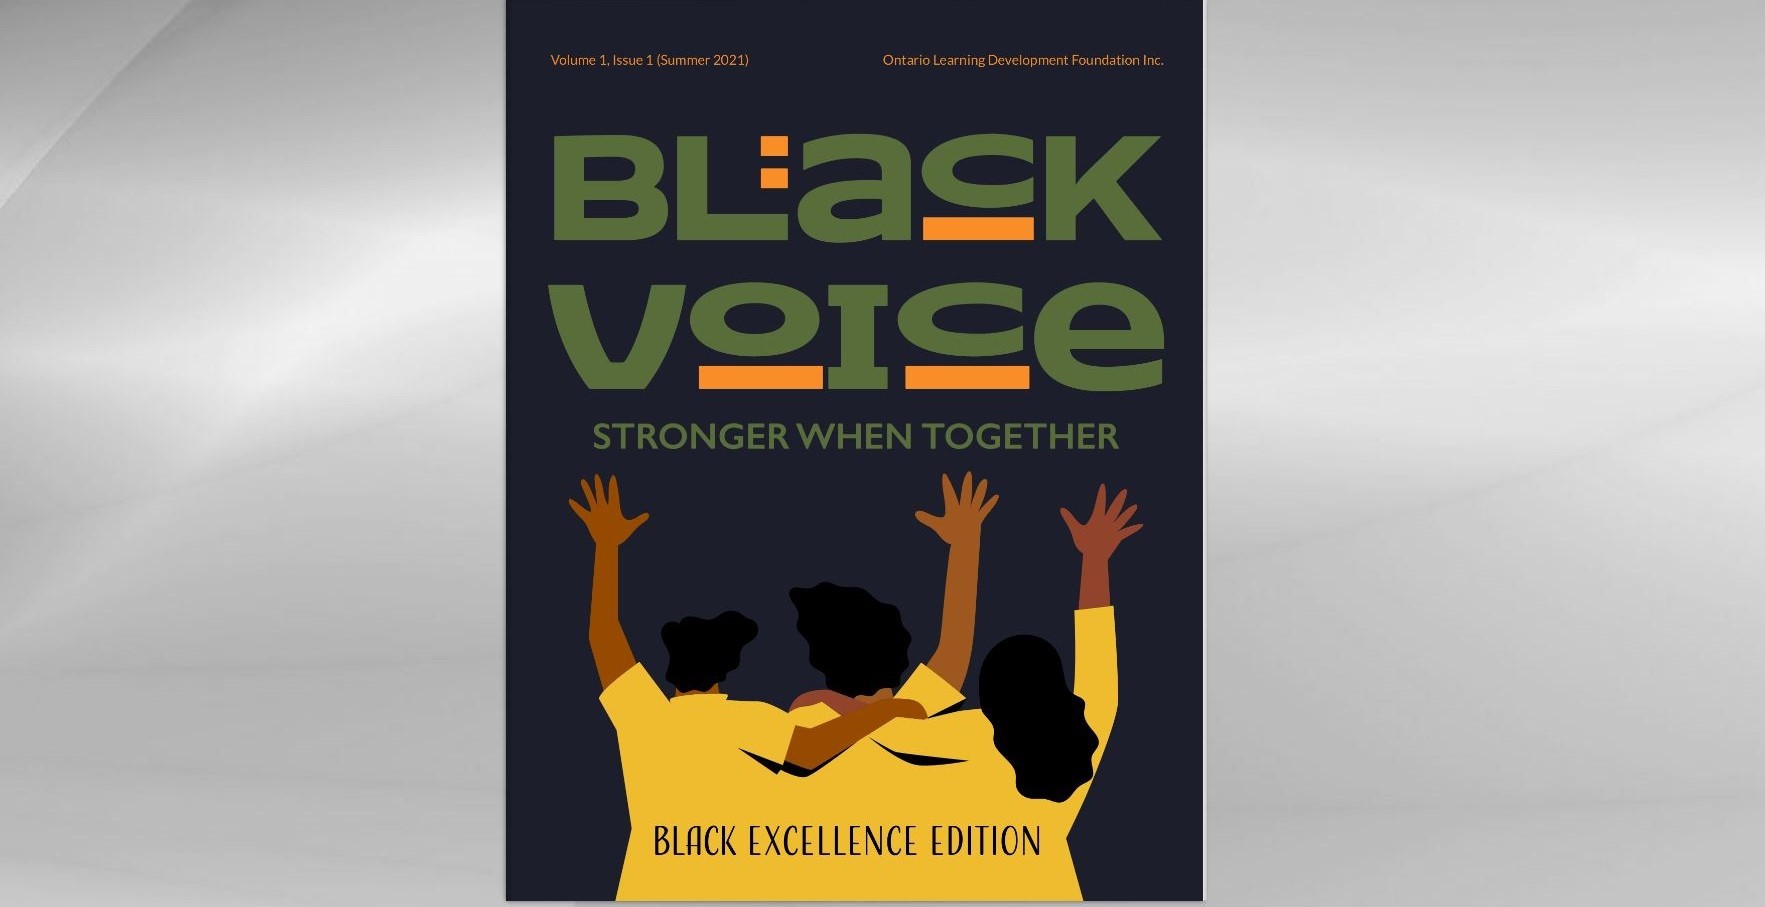 Volume 1, Issue 1 (Summer 2021)
Ontario Learning Development Foundation Inc.
BLaCK
VOICe
STRONGER WHEN TOGETHER
BLACK EXCELLENCE EDITION